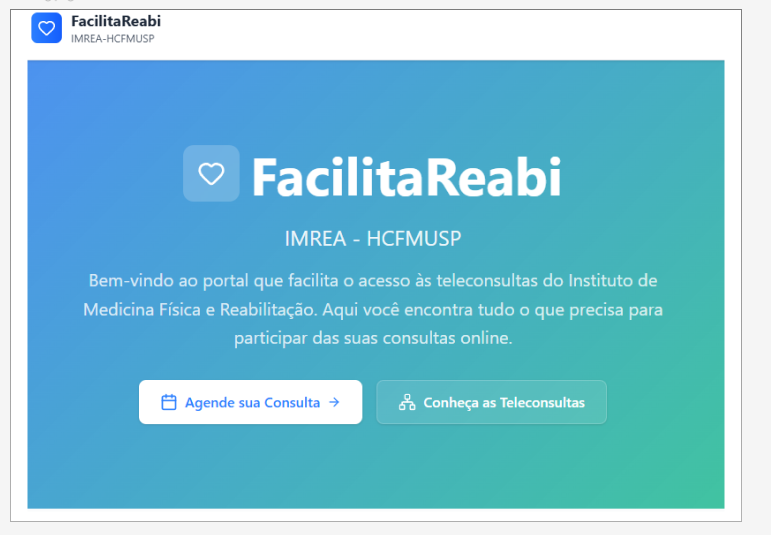 FacilitaReabi
IMREA-HCFMUSP
FacilitaReabi
IMREA - HCFMUSP
Bem-vindo ao portal que facilita o acesso às teleconsultas do Instituto de
Medicina Física e Reabilitação. Aqui você encontra tudo o que precisa para
participar das suas consultas online.
Agende sua Consulta →
Conheça as Teleconsultas